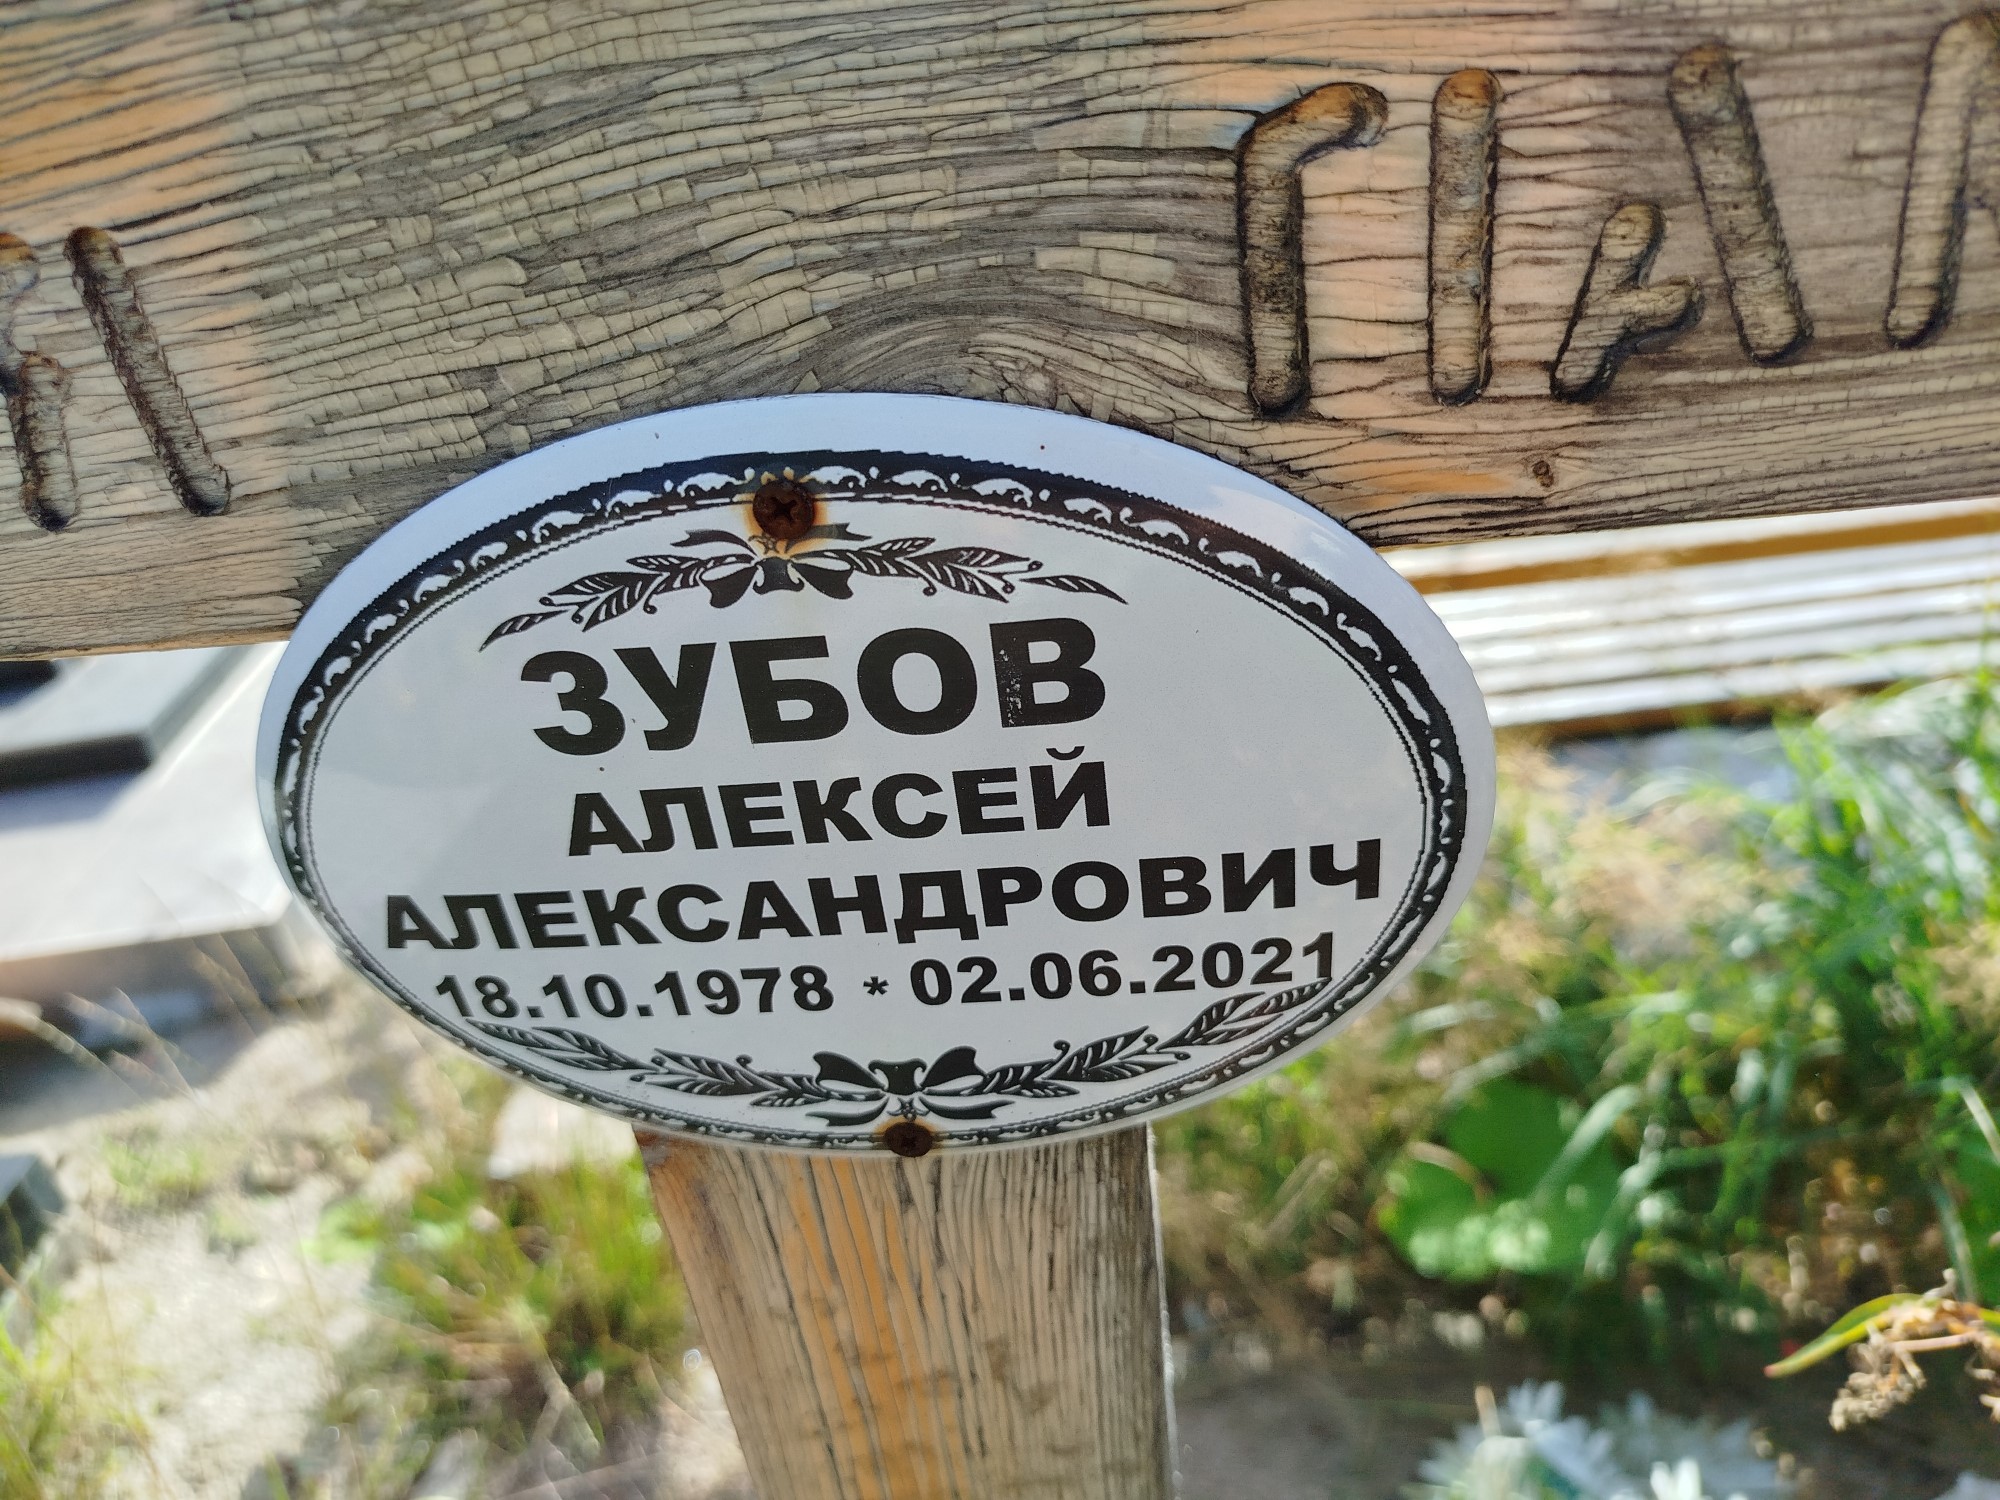 ЗУБОВ
АЛЕКСЕЙ
АЛЕКСАНДРОВИЧ
18.10.1978 * 02.06.2021